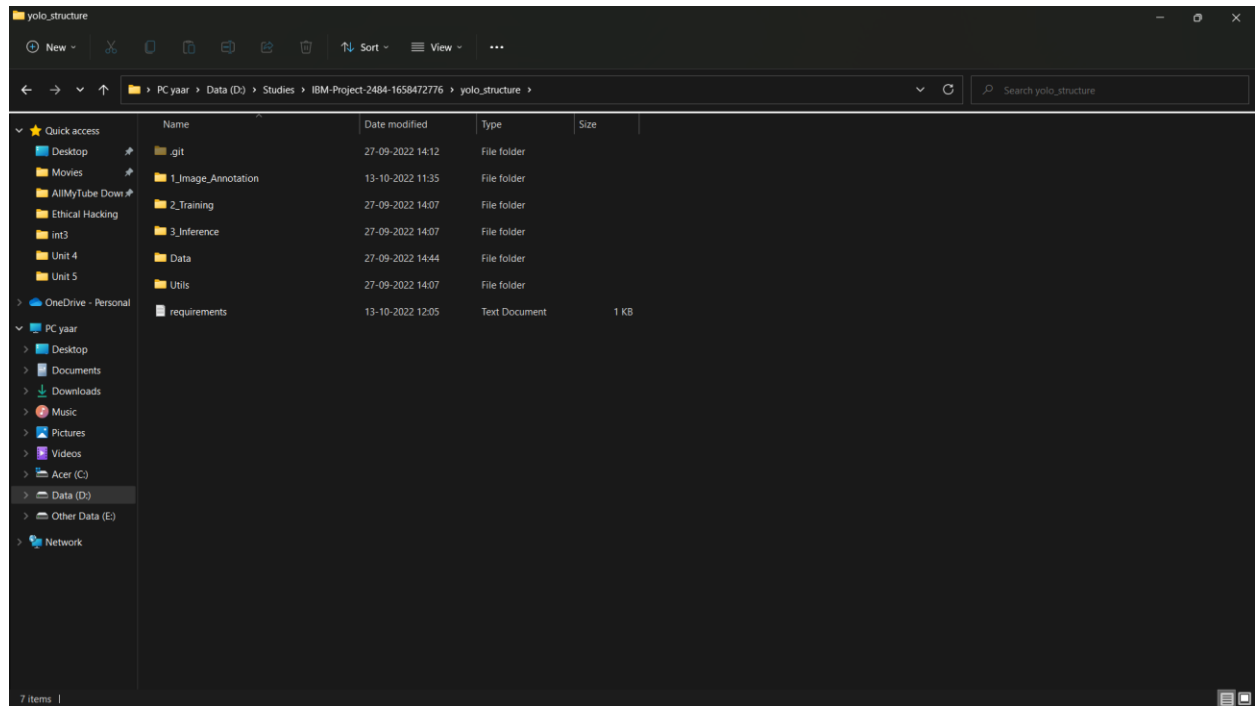 yolo_structure
New Sort View
PC yaar > Data (D:) > Studies > IBM-Project-2484-1658472776 > yolo_structure >
Search yolo_structure
Name Date modified Type Size
Quick access
Desktop
Movies
AllMyTube Down
Ethical Hacking
int3
Unit 4
Unit 5
OneDrive - Personal
PC yaar
Desktop
Documents
Downloads
Music
Pictures
Videos
Acer (C:)
Data (D:)
Other Data (E:)
Network
.git 27-09-2022 14:12 File folder
1_Image_Annotation 13-10-2022 11:35 File folder
2_Training 27-09-2022 14:07 File folder
3_Inference 27-09-2022 14:07 File folder
Data 27-09-2022 14:44 File folder
Utils 27-09-2022 14:07 File folder
requirements 13-10-2022 12:05 Text Document 1 KB
7 items